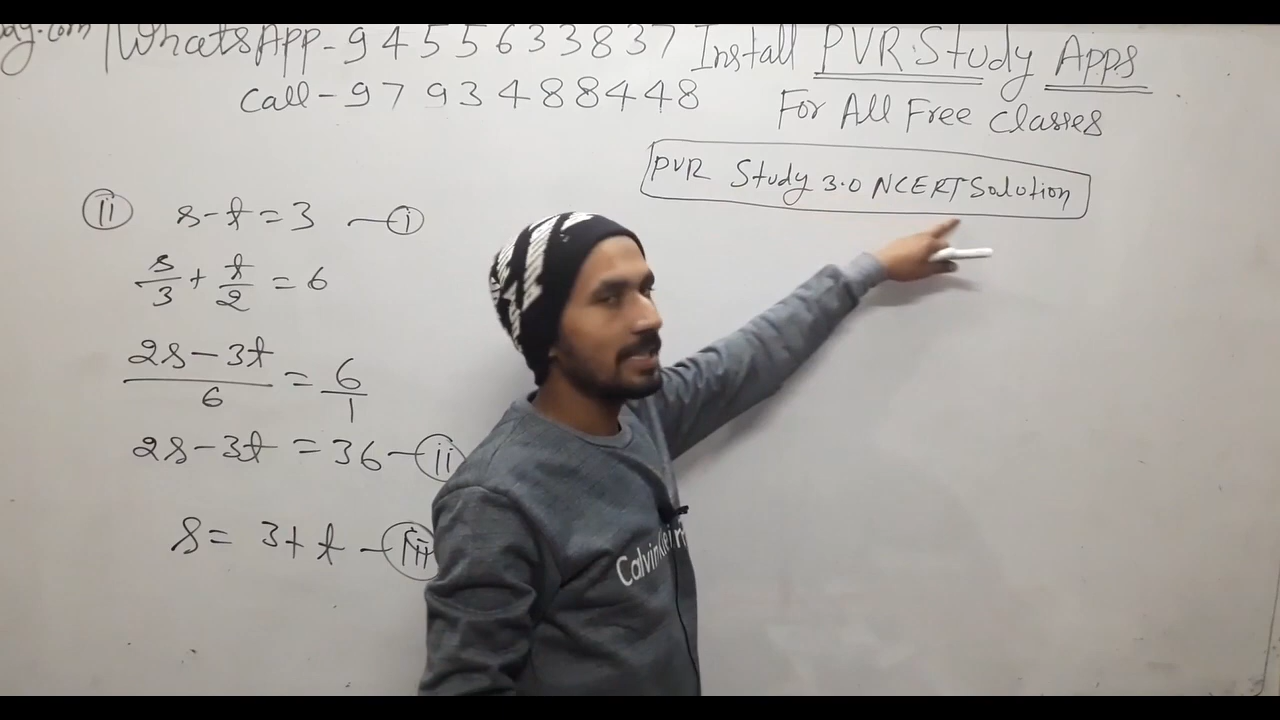 WhatsApp-9455633837 Install PVR Study Apps
Call-9793488448 For All Free Classes
PVR Study 3.0 NCERT Solution
(ii) s-t=3 —(i)
s/3 + t/2 = 6
2s-3t/6 = 6/1
2s-3t=36—(ii)
s= 3+t—(iii)
Calvin Klein